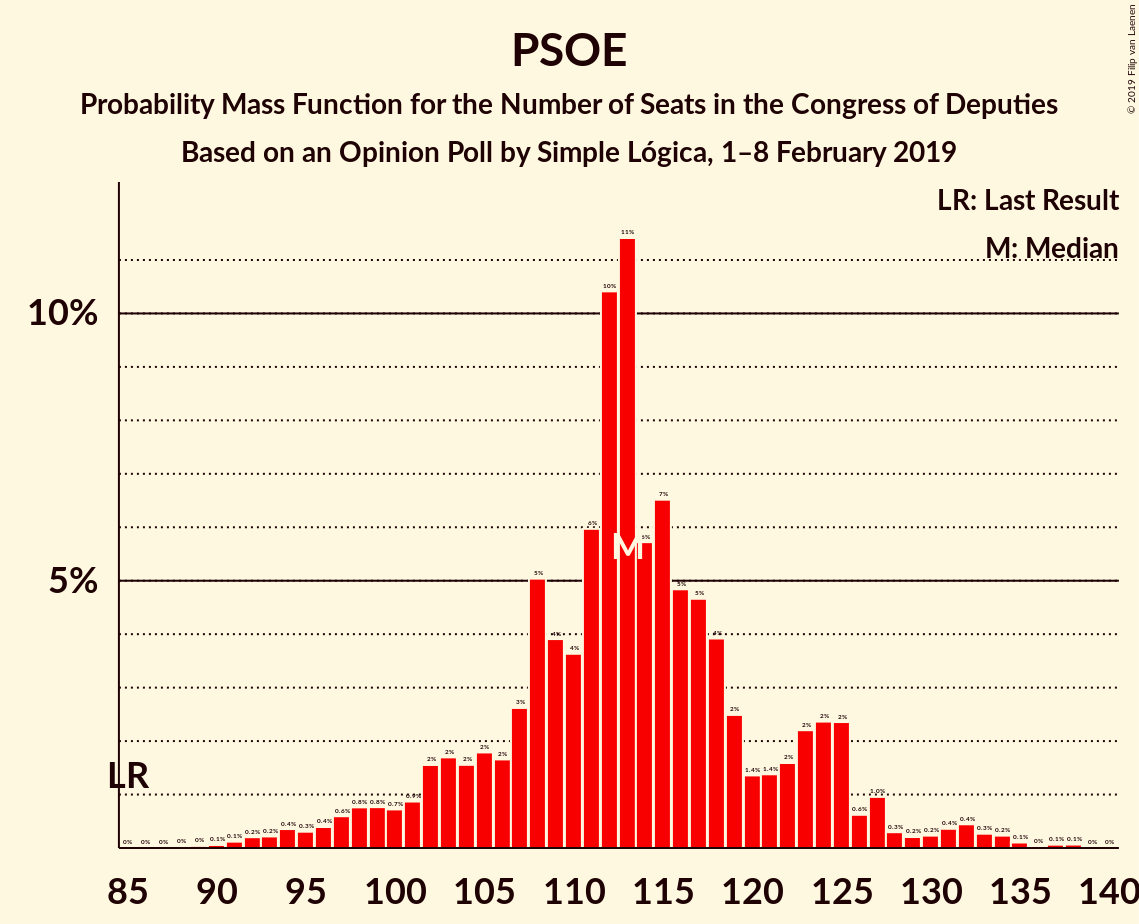 © 2019 Filip van Laenen
PSOE
Probability Mass Function for the Number of Seats in the Congress of Deputies
Based on an Opinion Poll by Simple Lógica, 1–8 February 2019
LR: Last Result
M: Median
10%
5%
LR
M
0% 0% 0% 0% 0% 0.1% 0.1% 0.2% 0.2% 0.4% 0.3% 0.4% 0.6% 0.8% 0.8% 0.7% 0.9% 2% 2% 2% 2% 2% 3% 5% 4% 4% 6% 10% 11% 6% 7% 5% 5% 4% 2% 1.4% 1.4% 2% 2% 2% 2% 0.6% 1.0% 0.3% 0.2% 0.2% 0.4% 0.4% 0.3% 0.2% 0.1% 0% 0.1% 0.1% 0% 0%
85 90 95 100 105 110 115 120 125 130 135 140